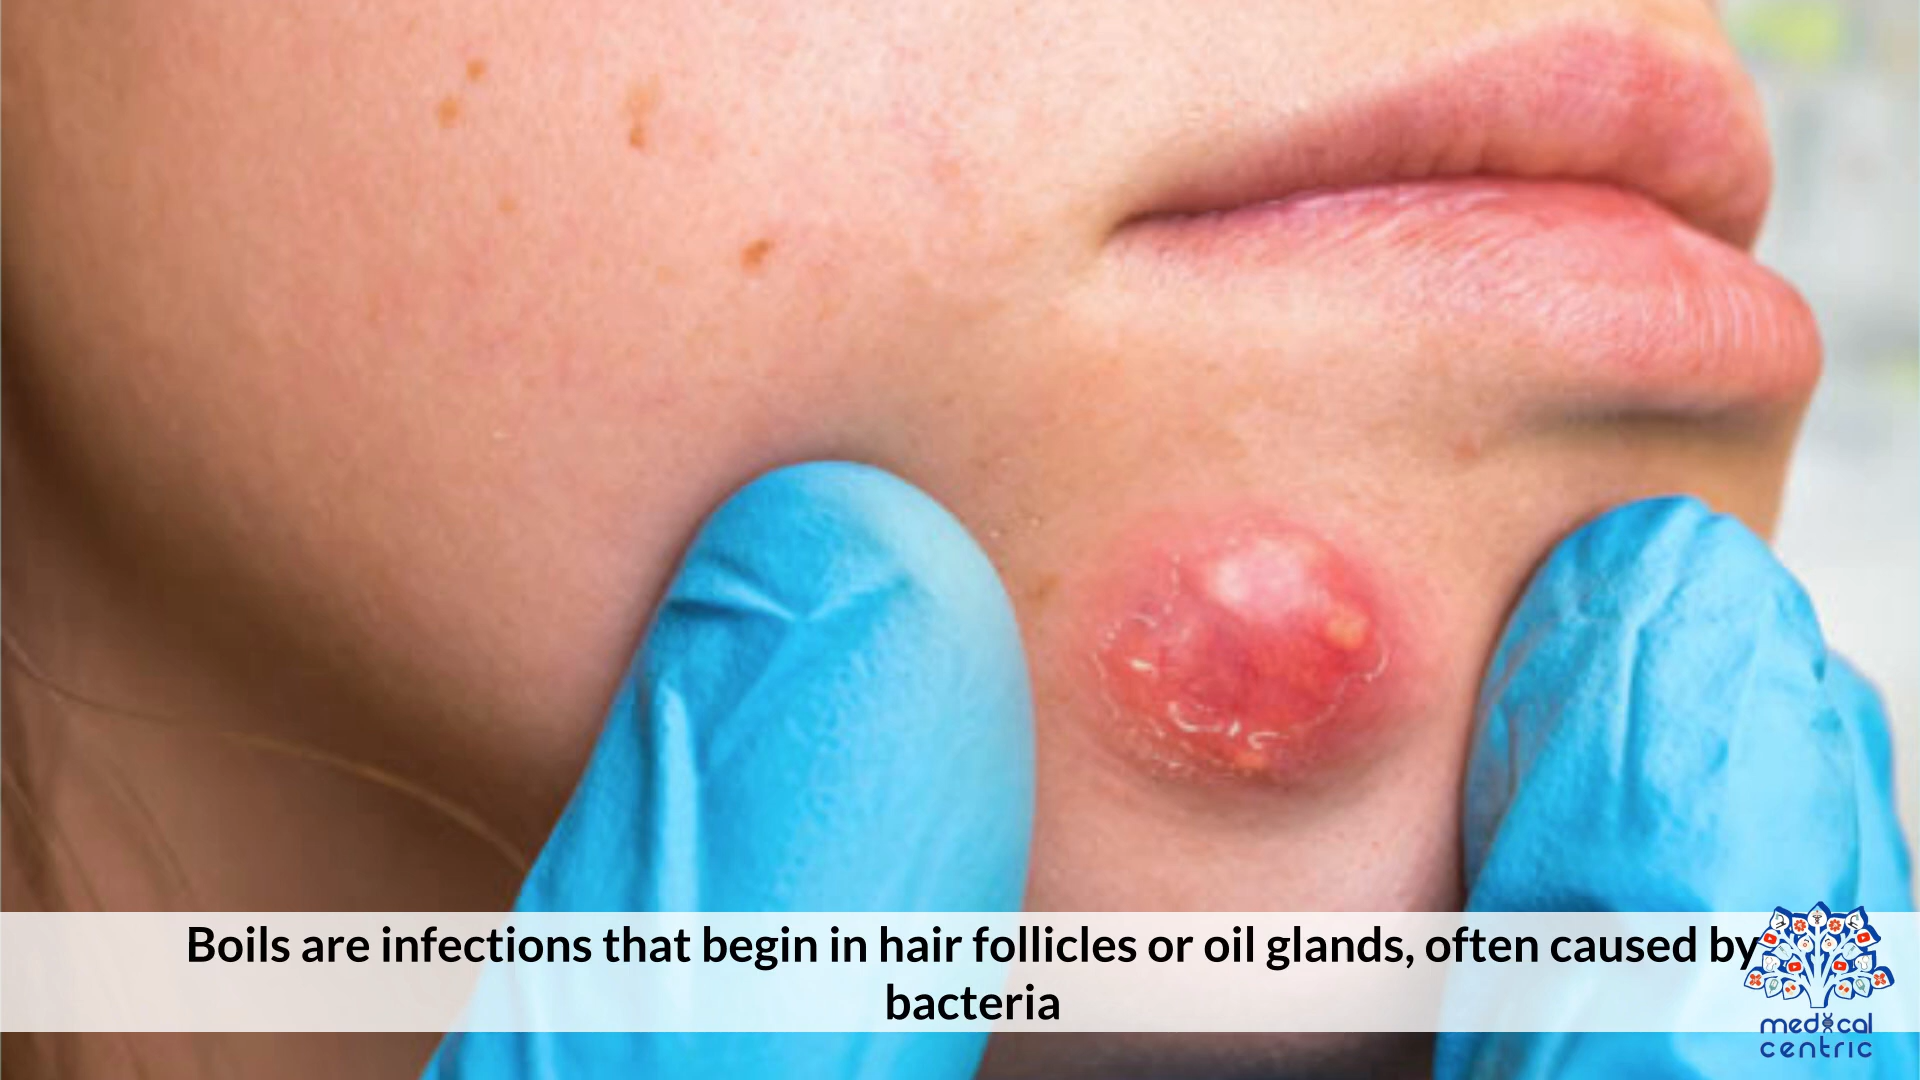 Boils are infections that begin in hair follicles or oil glands, often caused by
bacteria
medical
centric